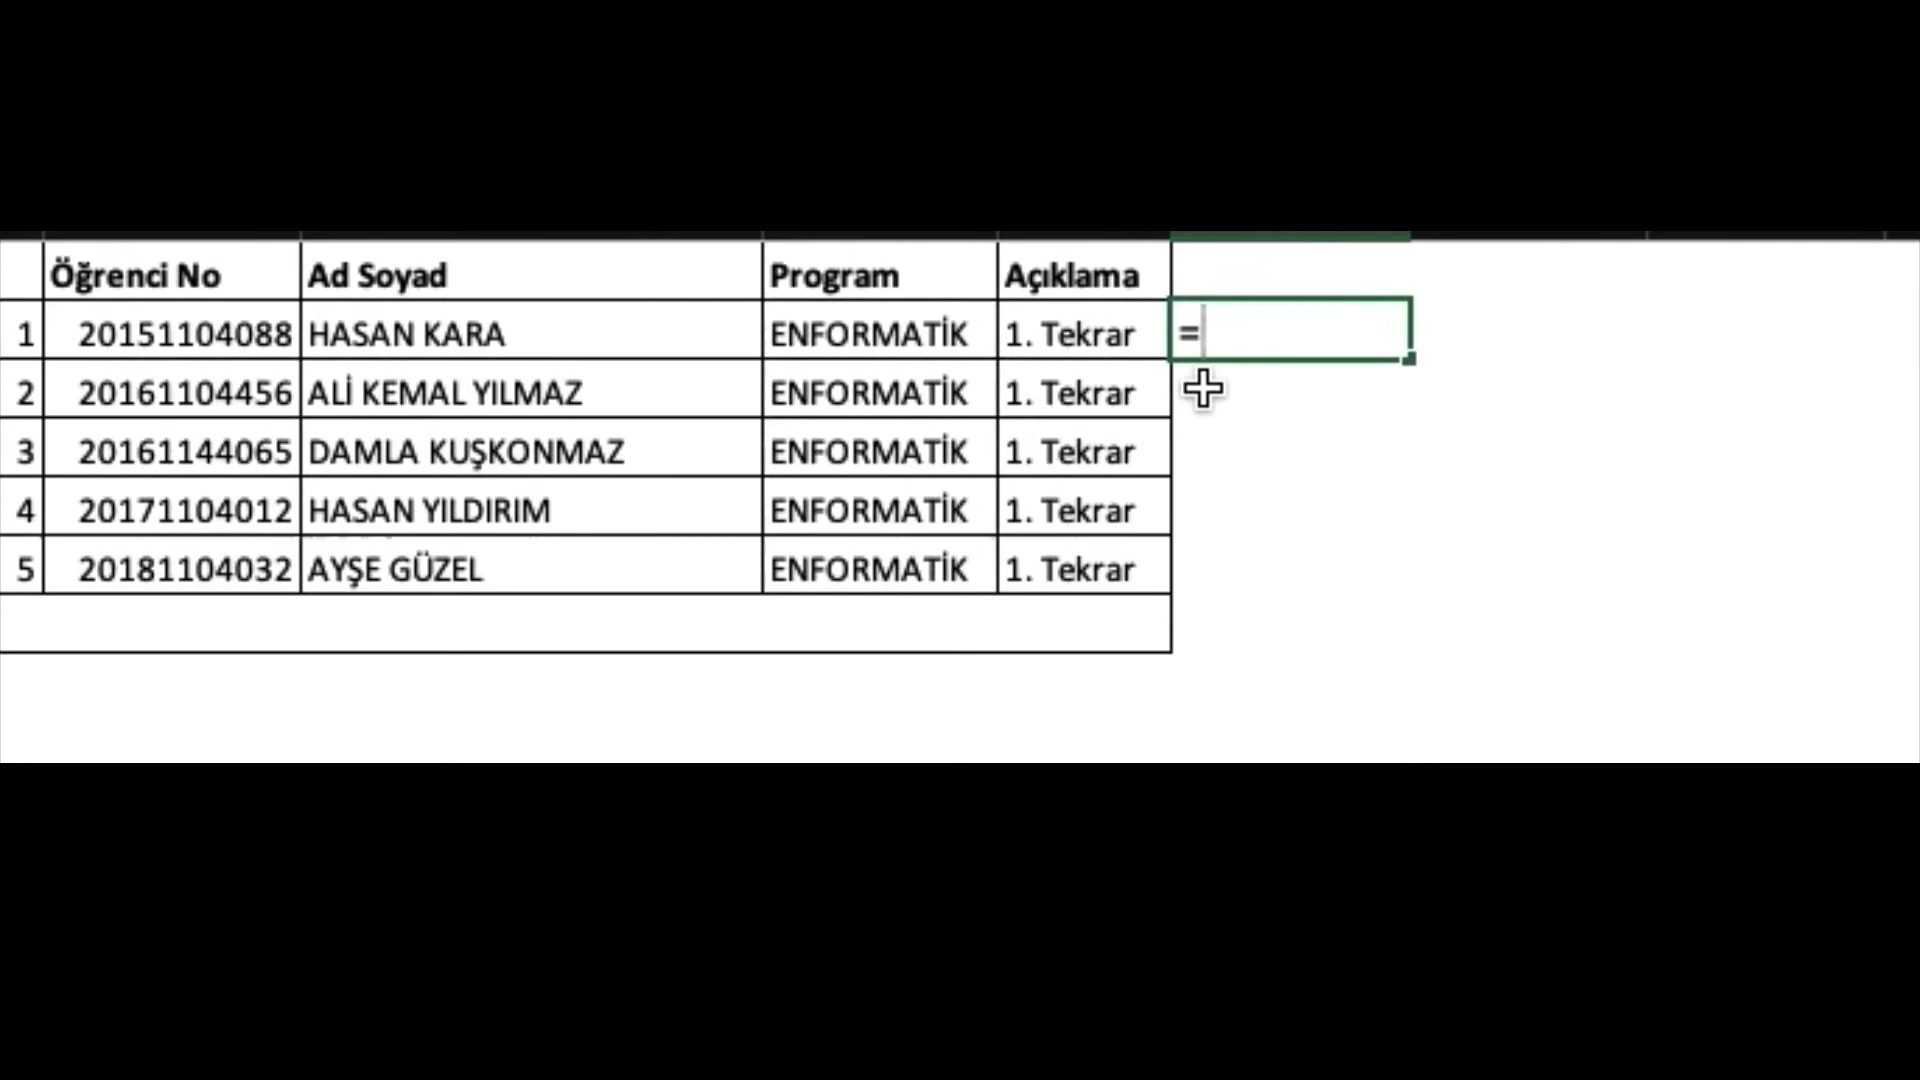 Öğrenci No Ad Soyad Program Açıklama
1 20151104088 HASAN KARA ENFORMATİK 1. Tekrar =
2 20161104456 ALİ KEMAL YILMAZ ENFORMATİK 1. Tekrar
3 20161144065 DAMLA KUŞKONMAZ ENFORMATİK 1. Tekrar
4 20171104012 HASAN YILDIRIM ENFORMATİK 1. Tekrar
5 20181104032 AYŞE GÜZEL ENFORMATİK 1. Tekrar